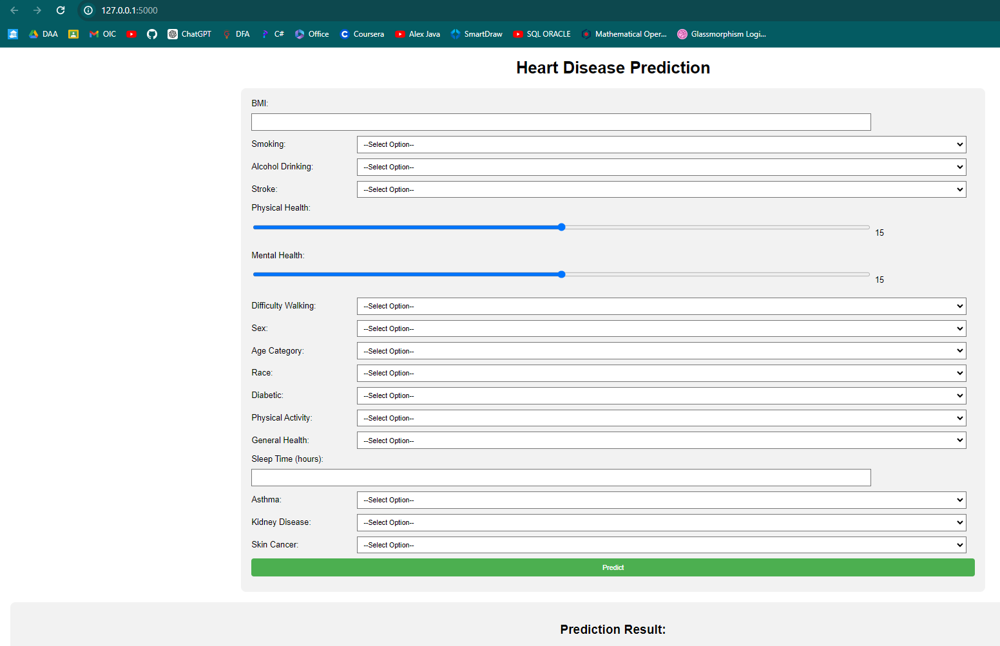 127.0.0.1:5000
DAA OIC ChatGPT DFA C# Office Coursera Alex Java SmartDraw SQL ORACLE Mathematical Oper... Glassmorphism Logi...
Heart Disease Prediction
BMI:
Smoking: --Select Option--
Alcohol Drinking: --Select Option--
Stroke: --Select Option--
Physical Health:
15
Mental Health:
15
Difficulty Walking: --Select Option--
Sex: --Select Option--
Age Category: --Select Option--
Race: --Select Option--
Diabetic: --Select Option--
Physical Activity: --Select Option--
General Health: --Select Option--
Sleep Time (hours):
Asthma: --Select Option--
Kidney Disease: --Select Option--
Skin Cancer: --Select Option--
Predict
Prediction Result: